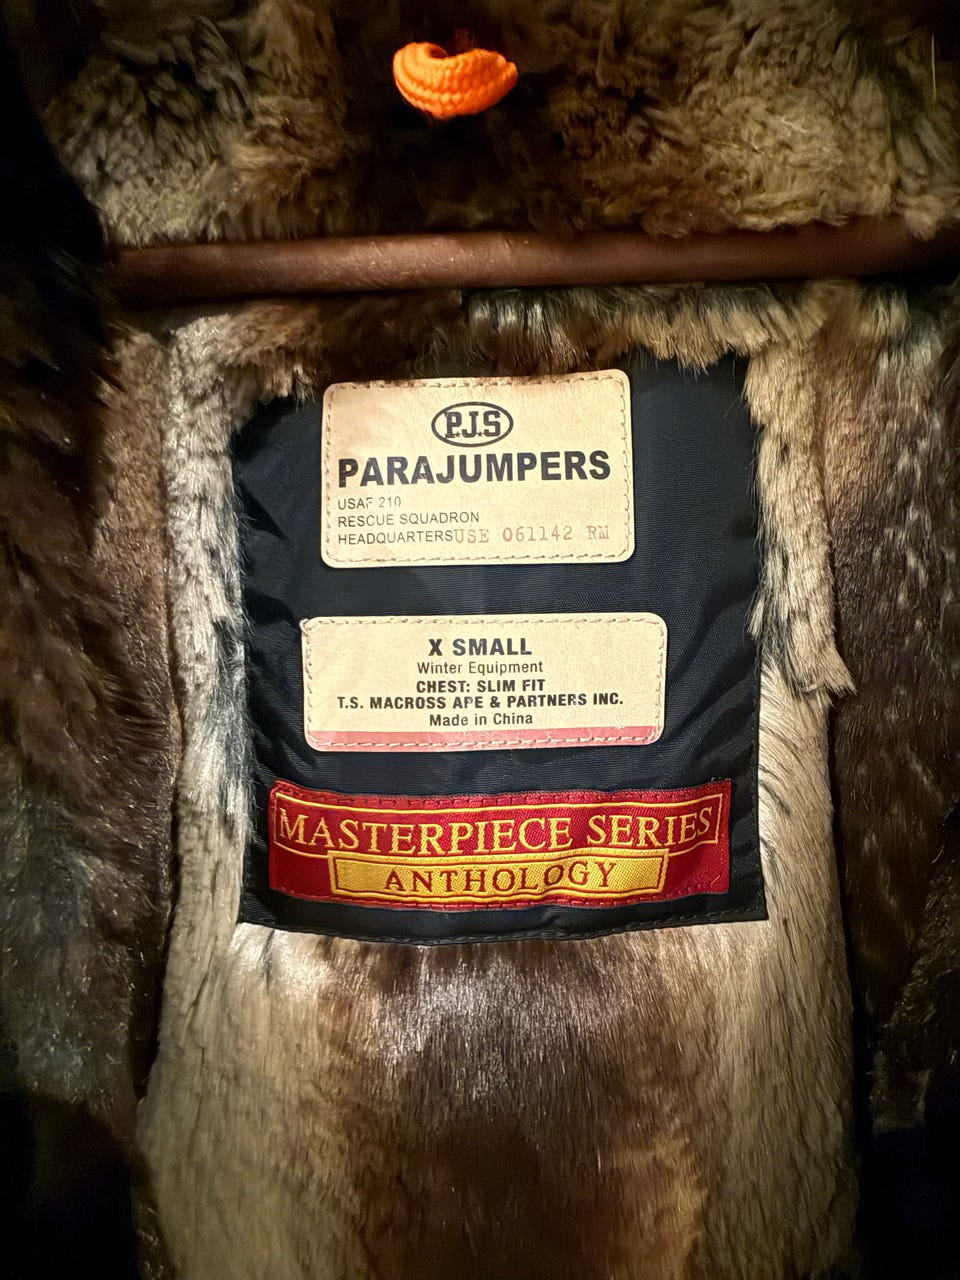 P.J.S
PARAJUMPERS
USAF 210
RESCUE SQUADRON
HEADQUARTERS USE 061142 RM
X SMALL
Winter Equipment
CHEST: SLIM FIT
T.S. MACROSS APE & PARTNERS INC.
Made in China
MASTERPIECE SERIES
ANTHOLOGY